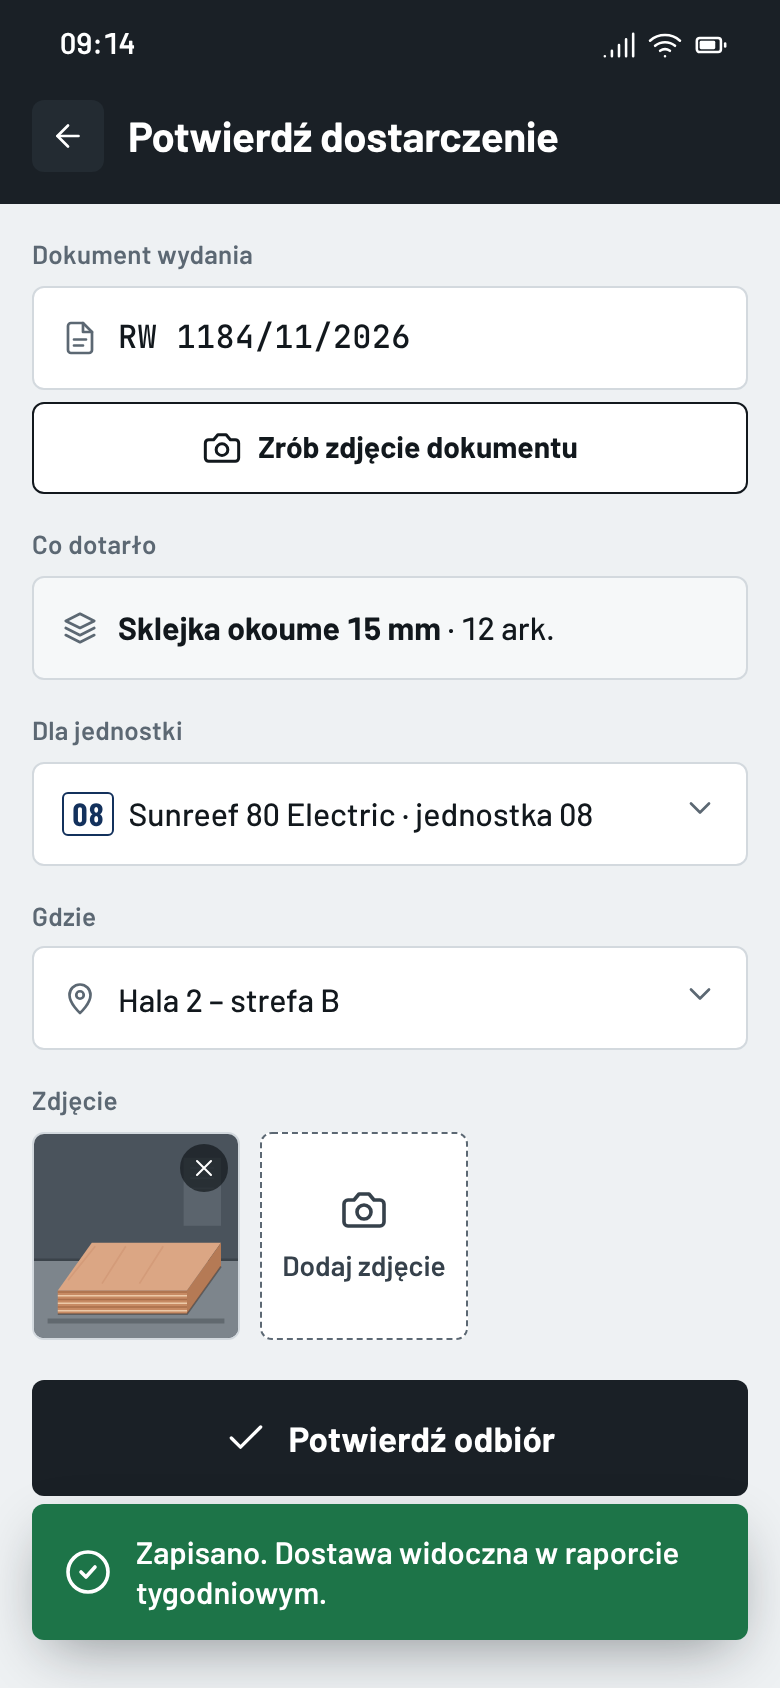 09:14
Potwierdź dostarczenie
Dokument wydania
RW 1184/11/2026
Zrób zdjęcie dokumentu
Co dotarło
Sklejka okoume 15 mm · 12 ark.
Dla jednostki
08 Sunreef 80 Electric · jednostka 08
Gdzie
Hala 2 – strefa B
Zdjęcie
Dodaj zdjęcie
Potwierdź odbiór
Zapisano. Dostawa widoczna w raporcie
tygodniowym.